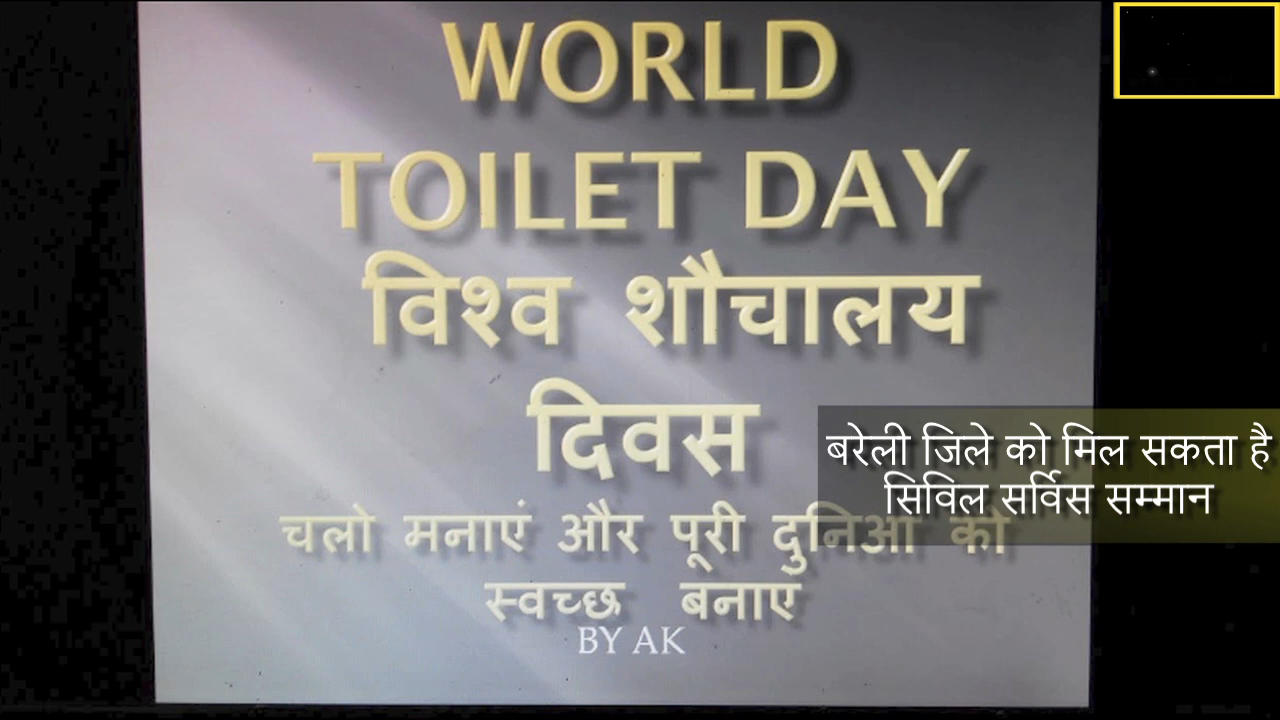 WORLD
TOILET DAY
विश्व शौचालय
दिवस
बरेली जिले को मिल सकता है
सिविल सर्विस सम्मान
चलो मनाएं और पूरी दुनिआ को
स्वच्छ बनाएं
BY AK